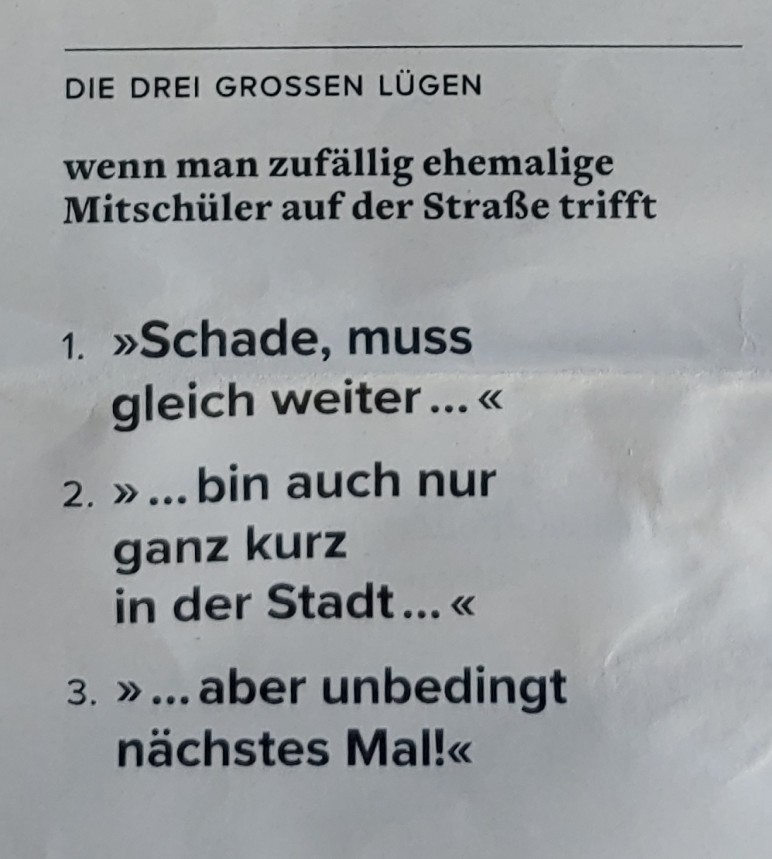 DIE DREI GROSSEN LÜGEN
wenn man zufällig ehemalige
Mitschüler auf der Straße trifft
1. »Schade, muss
gleich weiter ... «
2. » ... bin auch nur
ganz kurz
in der Stadt ... «
3. » ... aber unbedingt
nächstes Mal!«